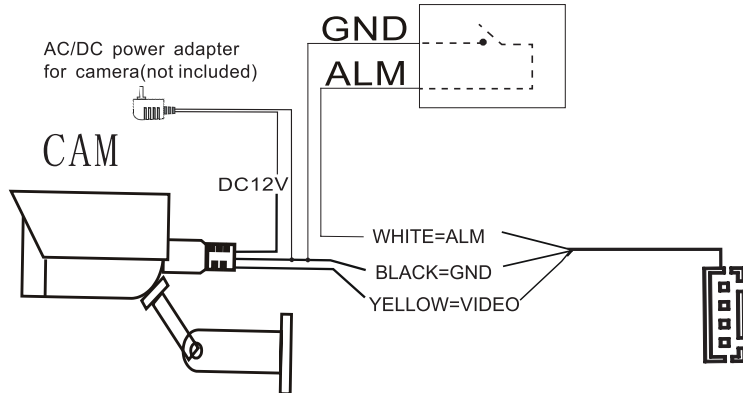 GND
AC/DC power adapter
for camera(not included)
ALM
CAM
DC12V
WHITE=ALM
BLACK=GND
YELLOW=VIDEO